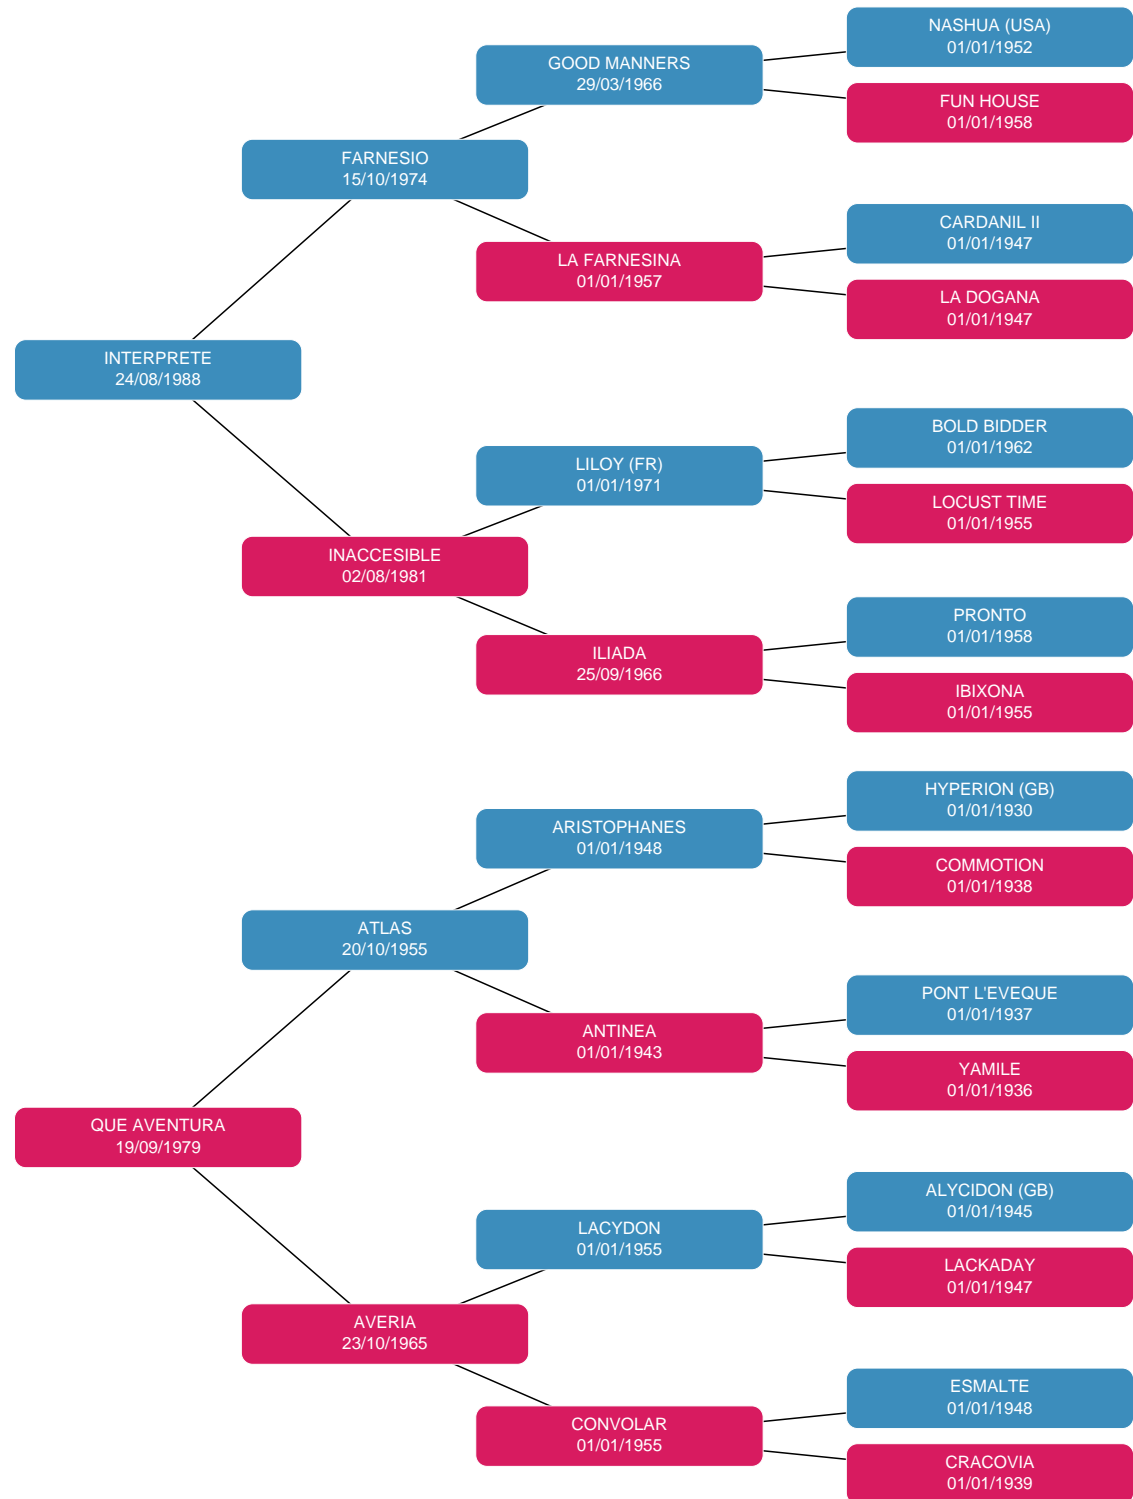 NASHUA (USA)
01/01/1952
GOOD MANNERS
29/03/1966
FUN HOUSE
01/01/1958
FARNESIO
15/10/1974
CARDANIL II
01/01/1947
LA FARNESINA
01/01/1957
LA DOGANA
01/01/1947
INTERPRETE
24/08/1988
BOLD BIDDER
01/01/1962
LILOY (FR)
01/01/1971
LOCUST TIME
01/01/1955
INACCESIBLE
02/08/1981
PRONTO
01/01/1958
ILIADA
25/09/1966
IBIXONA
01/01/1955
HYPERION (GB)
01/01/1930
ARISTOPHANES
01/01/1948
COMMOTION
01/01/1938
ATLAS
20/10/1955
PONT L'EVEQUE
01/01/1937
ANTINEA
01/01/1943
YAMILE
01/01/1936
QUE AVENTURA
19/09/1979
ALYCIDON (GB)
01/01/1945
LACYDON
01/01/1955
LACKADAY
01/01/1947
AVERIA
23/10/1965
ESMALTE
01/01/1948
CONVOLAR
01/01/1955
CRACOVIA
01/01/1939